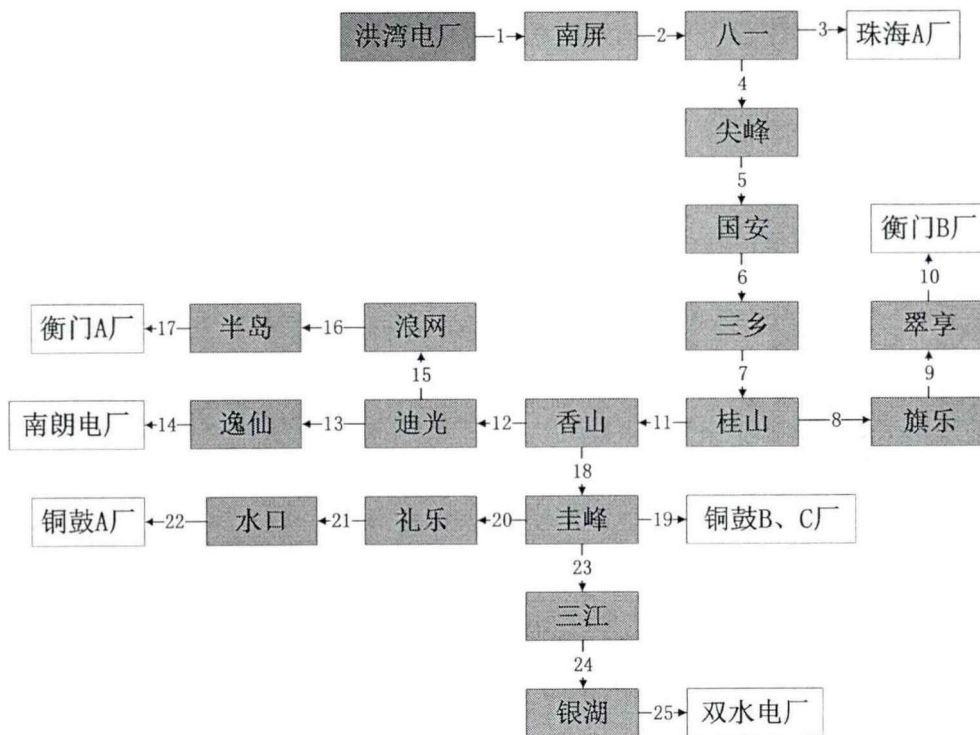 洪湾电厂 1 南屏 2 八一 3 珠海A厂
4
尖峰
5
国安 衡门B厂
6 10
衡门A厂 17 半岛 16 浪网 三乡 翠享
15 7 9
南朗电厂 14 逸仙 13 迪光 12 香山 11 桂山 8 旗乐
18
铜鼓A厂 22 水口 21 礼乐 20 圭峰 19 铜鼓B、C厂
23
三江
24
银湖 25 双水电厂